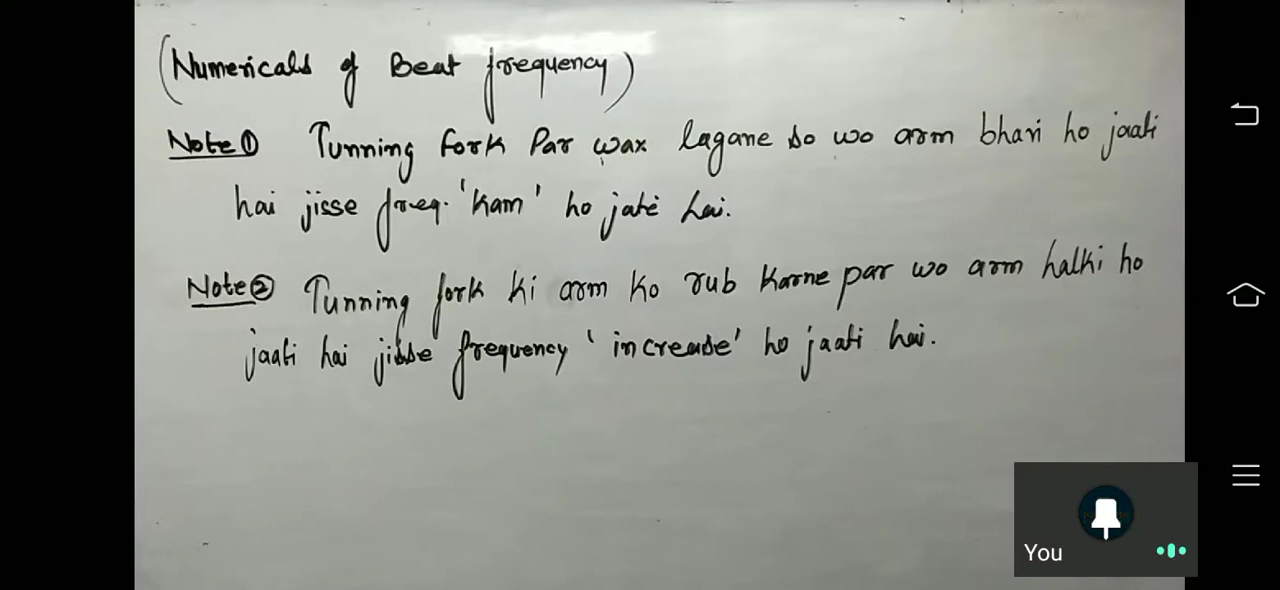 (Numericals of Beat frequency)
Note① Tunning fork Par wax lagane se wo arm bhari ho jaati
hai jisse freq. 'Kam' ho jate hai.
Note② Tunning fork ki arm ko rub karne par wo arm halki ho
jaati hai jisse frequency 'increase' ho jaati hai.
You